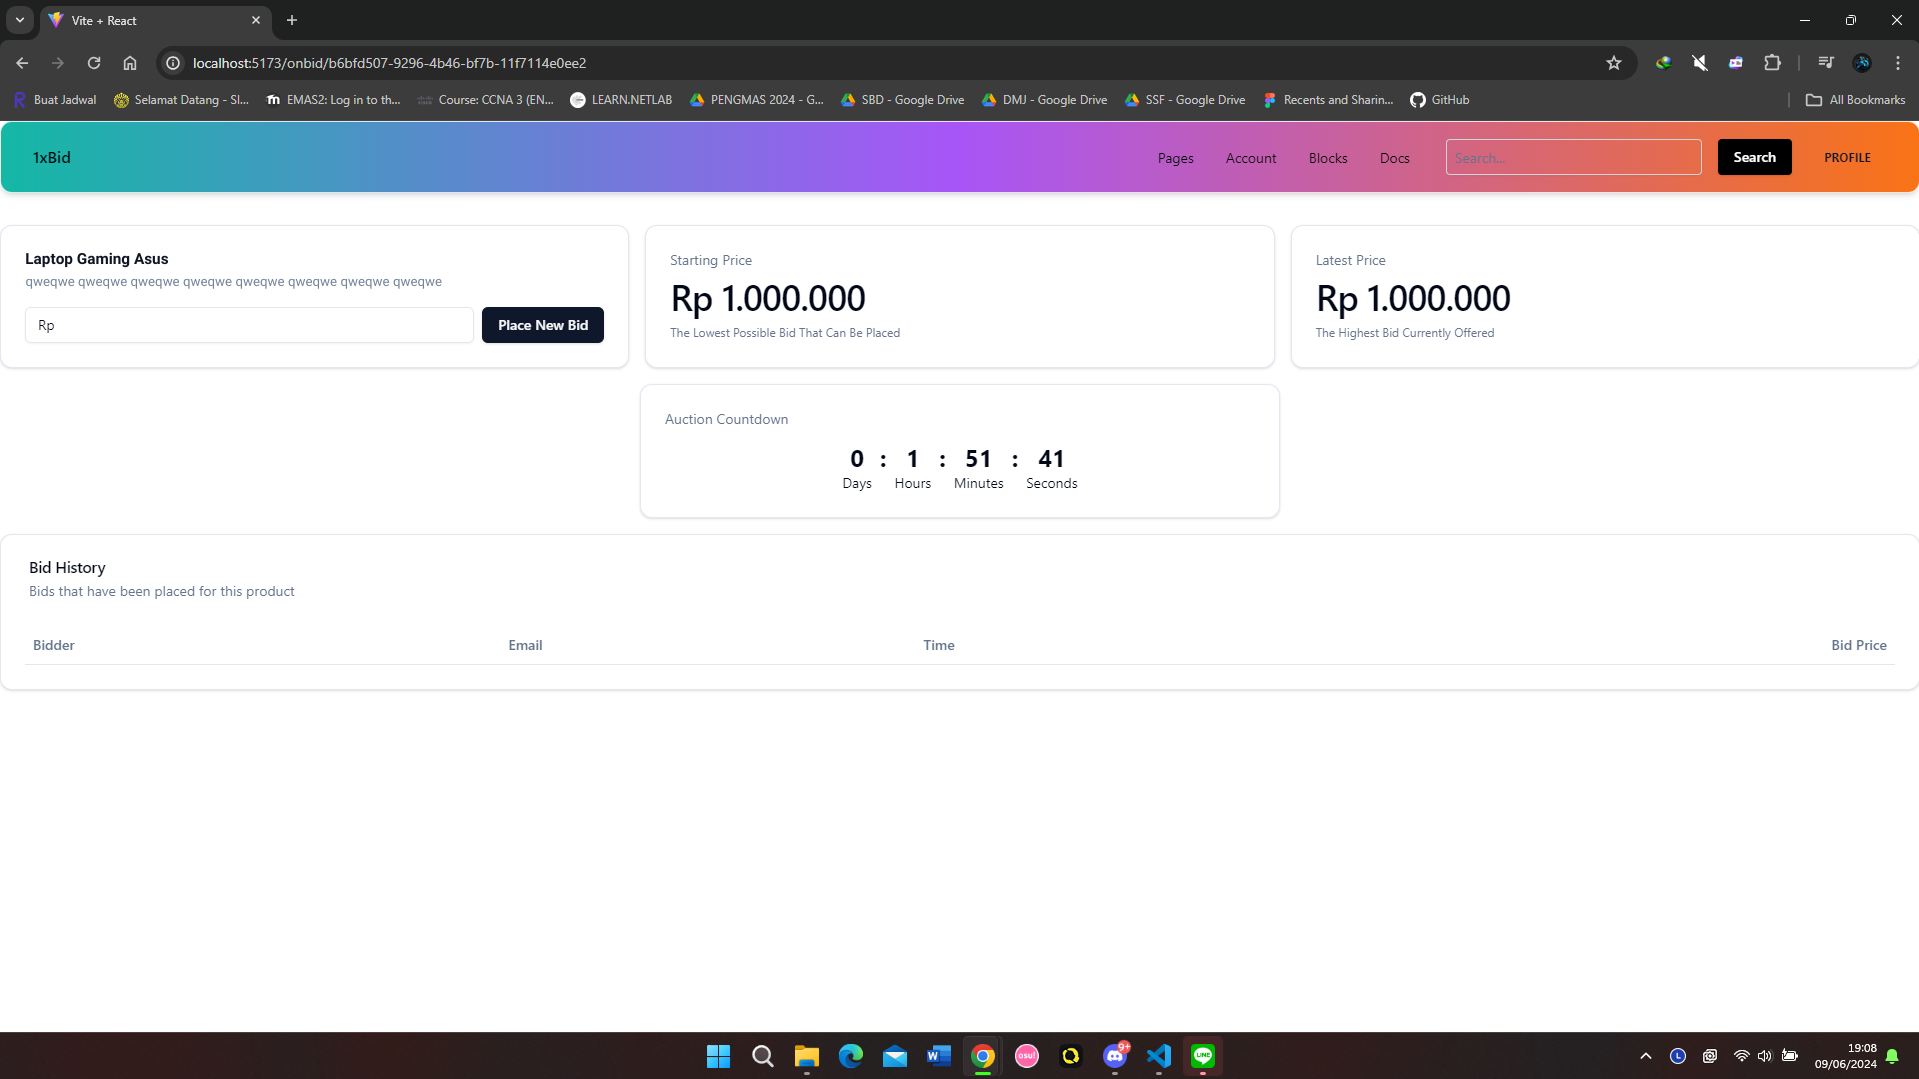 Vite + React
localhost:5173/onbid/b6bfd507-9296-4b46-bf7b-11f7114e0ee2
Buat Jadwal
Selamat Datang - SI...
EMAS2: Log in to th...
Course: CCNA 3 (EN...
LEARN.NETLAB
PENGMAS 2024 - G...
SBD - Google Drive
DMJ - Google Drive
SSF - Google Drive
Recents and Sharin...
GitHub
All Bookmarks
1xBid
Pages
Account
Blocks
Docs
Search...
Search
PROFILE
Laptop Gaming Asus
qweqwe qweqwe qweqwe qweqwe qweqwe qweqwe qweqwe qweqwe
Rp
Place New Bid
Starting Price
Rp 1.000.000
The Lowest Possible Bid That Can Be Placed
Latest Price
Rp 1.000.000
The Highest Bid Currently Offered
Auction Countdown
0 : 1 : 51 : 41
Days Hours Minutes Seconds
Bid History
Bids that have been placed for this product
Bidder Email Time Bid Price
osu!
9+
LINE
L
19:08
09/06/2024